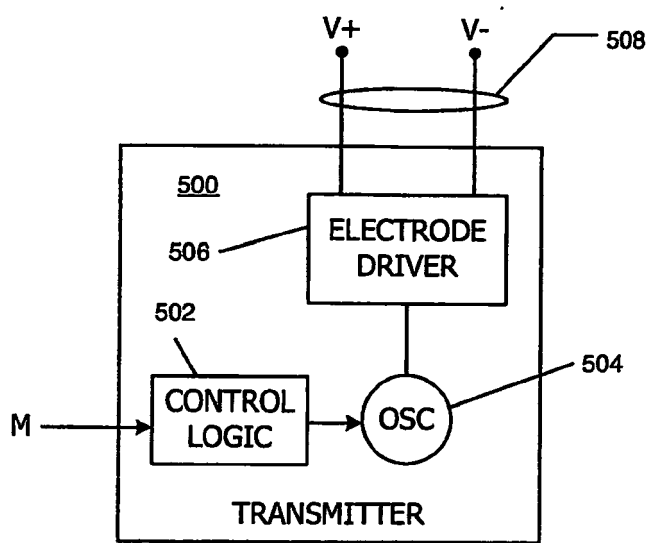 V+
V-
508
500
506
ELECTRODE
DRIVER
502
504
M
CONTROL
LOGIC
OSC
TRANSMITTER